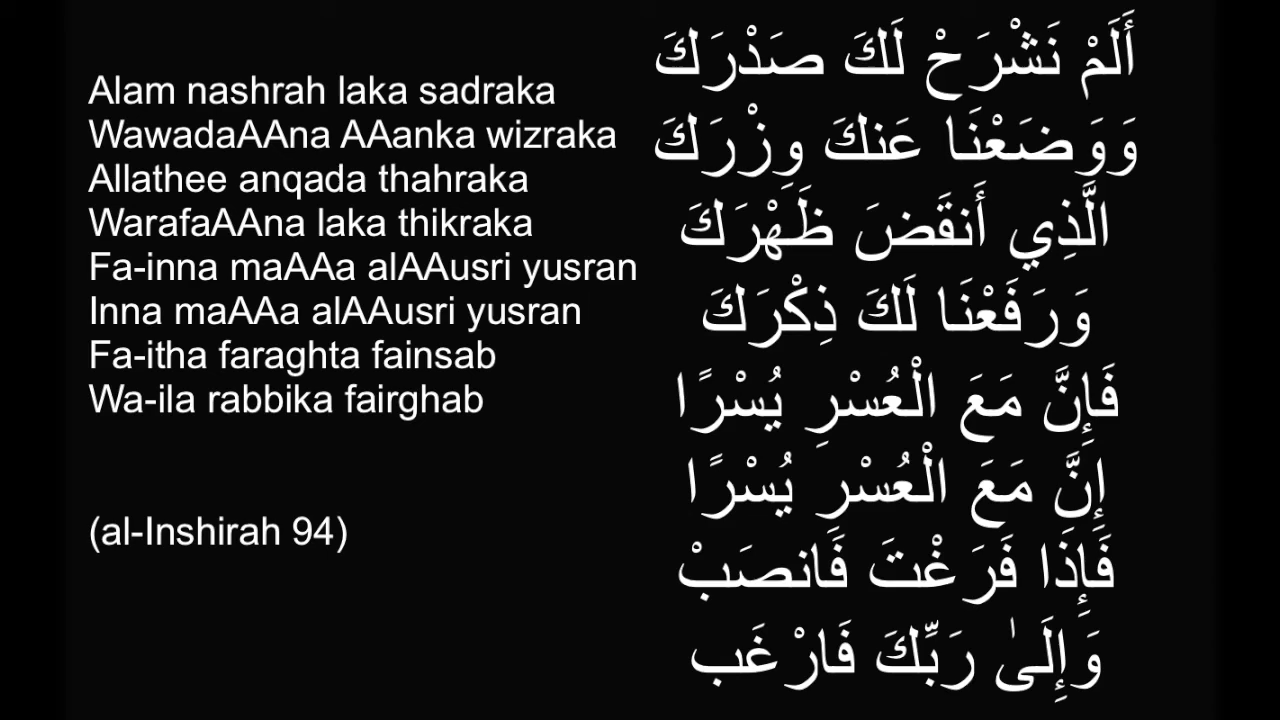 Alam nashrah laka sadraka
WawadaAAna AAanka wizraka
Allathee anqada thahraka
WarafaAAna laka thikraka
Fa-inna maAAa alAAusri yusran
Inna maAAa alAAusri yusran
Fa-itha faraghta fainsab
Wa-ila rabbika fairghab
(al-Inshirah 94)
أَلَمْ نَشْرَحْ لَكَ صَدْرَكَ
وَوَضَعْنَا عَنكَ وِزْرَكَ
الَّذِي أَنقَضَ ظَهْرَكَ
وَرَفَعْنَا لَكَ ذِكْرَكَ
فَإِنَّ مَعَ الْعُسْرِ يُسْرًا
إِنَّ مَعَ الْعُسْرِ يُسْرًا
فَإِذَا فَرَغْتَ فَانصَبْ
وَإِلَىٰ رَبِّكَ فَارْغَب